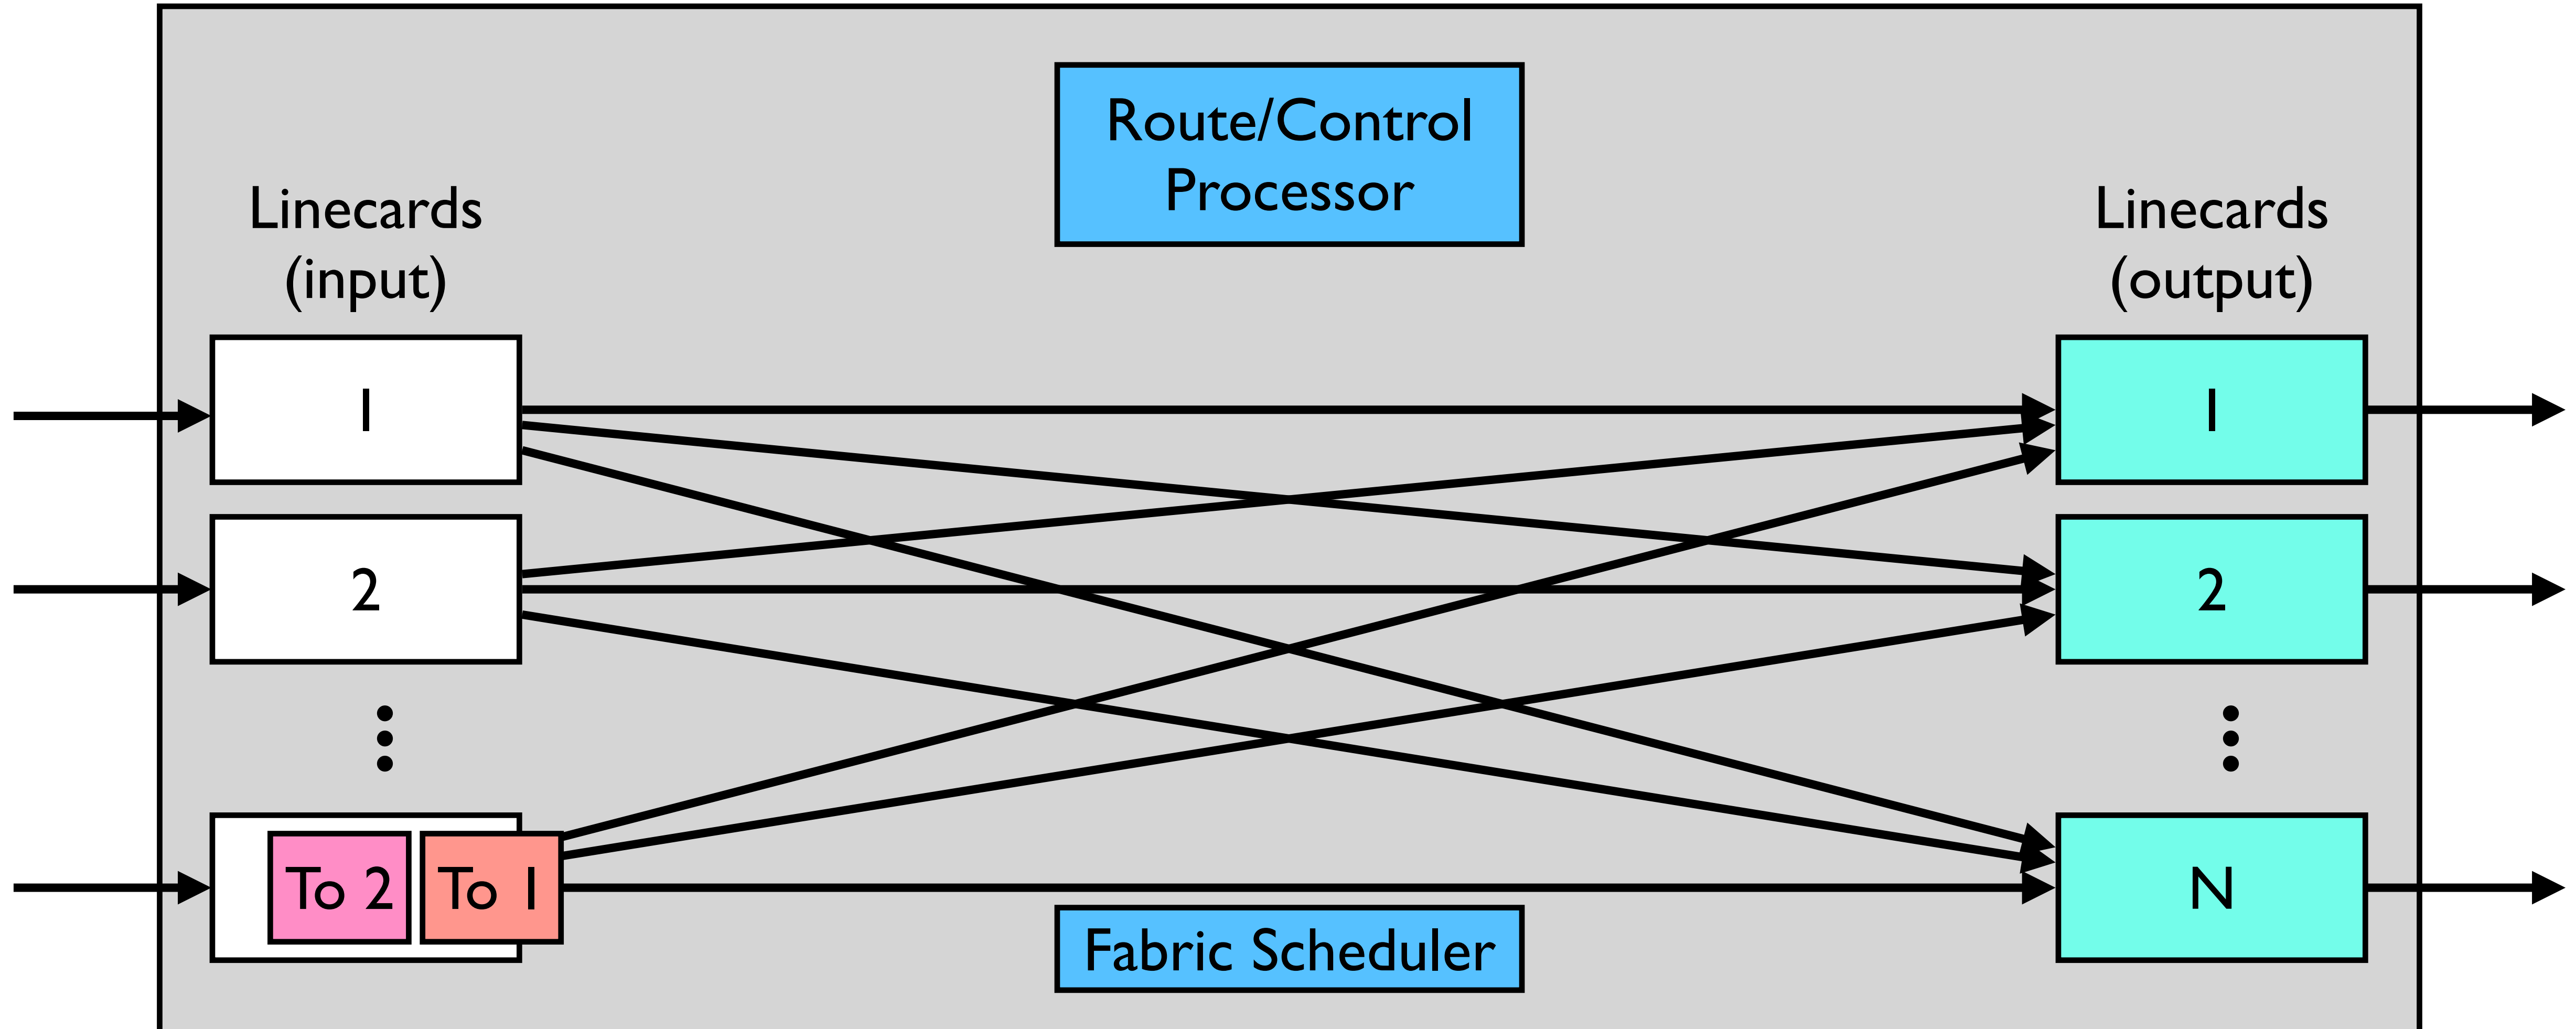 Route/Control
Processor
Linecards
(input)
Linecards
(output)
1
1
2
2
To 2
To 1
N
Fabric Scheduler